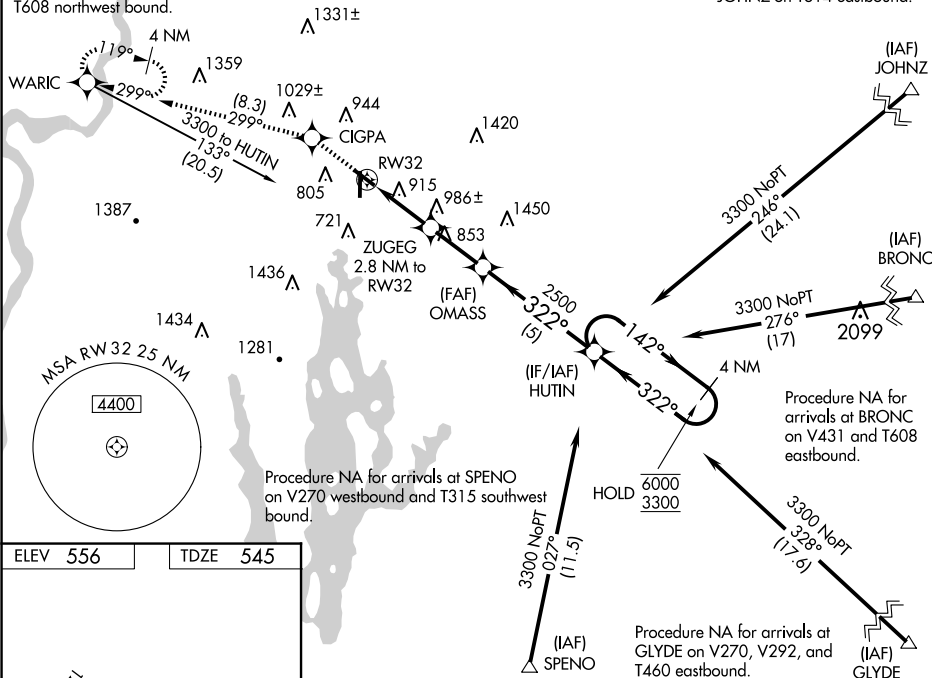 T608 northwest bound.
JOHNZ on T614 eastbound.
1331±
4 NM
119°
1359
WARIC
299°
(8.3)
299°
1029±
944
CIGPA
1420
3300 to HUTIN
133°
(20.5)
RW32
805
915
986±
1450
721
853
ZUGEG
2.8 NM to
RW32
(FAF)
OMASS
1387
1436
1434
1281
(IAF)
JOHNZ
3300 NoPT
246°
(24.1)
(IAF)
BRONC
3300 NoPT
276°
(17)
2099
2500
322°
(5)
142°
4 NM
(IF/IAF)
HUTIN
322°
Procedure NA for
arrivals at BRONC
on V431 and T608
eastbound.
MSA RW 32 25 NM
4400
Procedure NA for arrivals at SPENO
on V270 westbound and T315 southwest
bound.
HOLD
6000
3300
3300 NoPT
328°
(17.6)
3300 NoPT
027°
(11.5)
ELEV 556
TDZE 545
(IAF)
SPENO
Procedure NA for arrivals at
GLYDE on V270, V292, and
T460 eastbound.
(IAF)
GLYDE